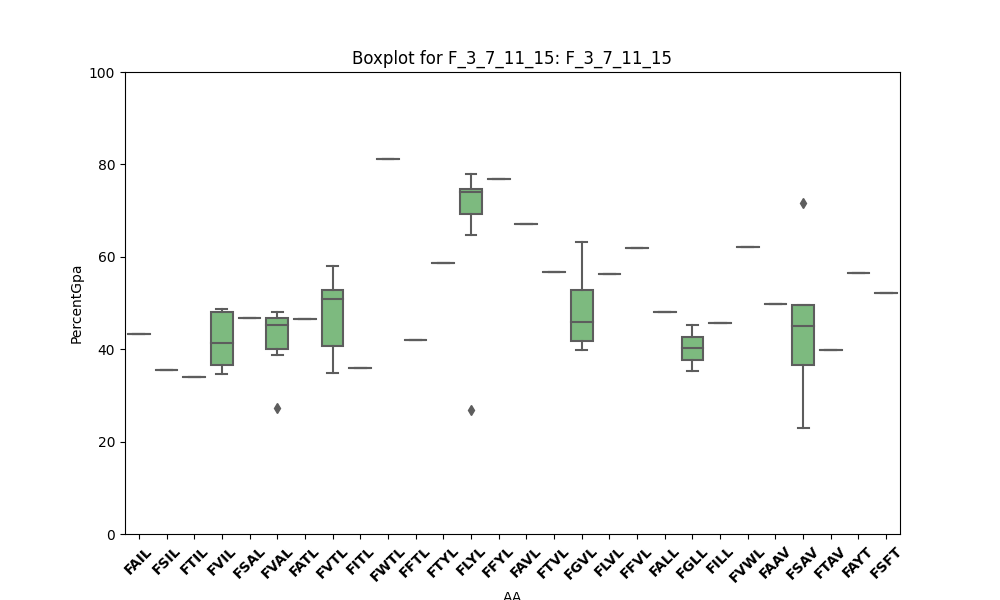 Boxplot for F_3_7_11_15: F_3_7_11_15
100
80
60
40
20
0
PercentGpa
FAIL FSIL FTIL FVIL FSAL FVAL FATL FVTL FITL FWTL FFTL FTYL FLYL FFYL FAVL FTVL FGVL FLVL FFVL FALL FGLL FILL FVWL FAAV FSAV FTAV FAYT FSFT
AA